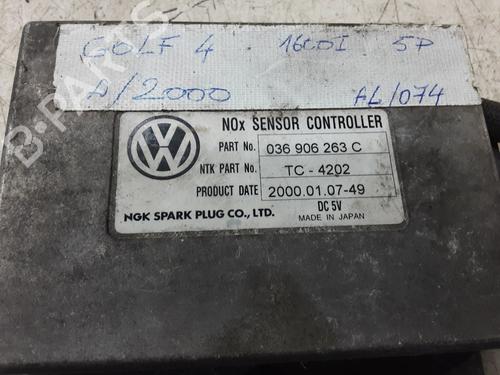 GOLF 4 1600I 5P
A/2000 AL/074
NOx SENSOR CONTROLLER
PART No. 036 906 263 C
NTK PART No. TC - 4202
PRODUCT DATE 2000.01.07-49
NGK SPARK PLUG CO., LTD. DC 5V
MADE IN JAPAN
B-PARTS